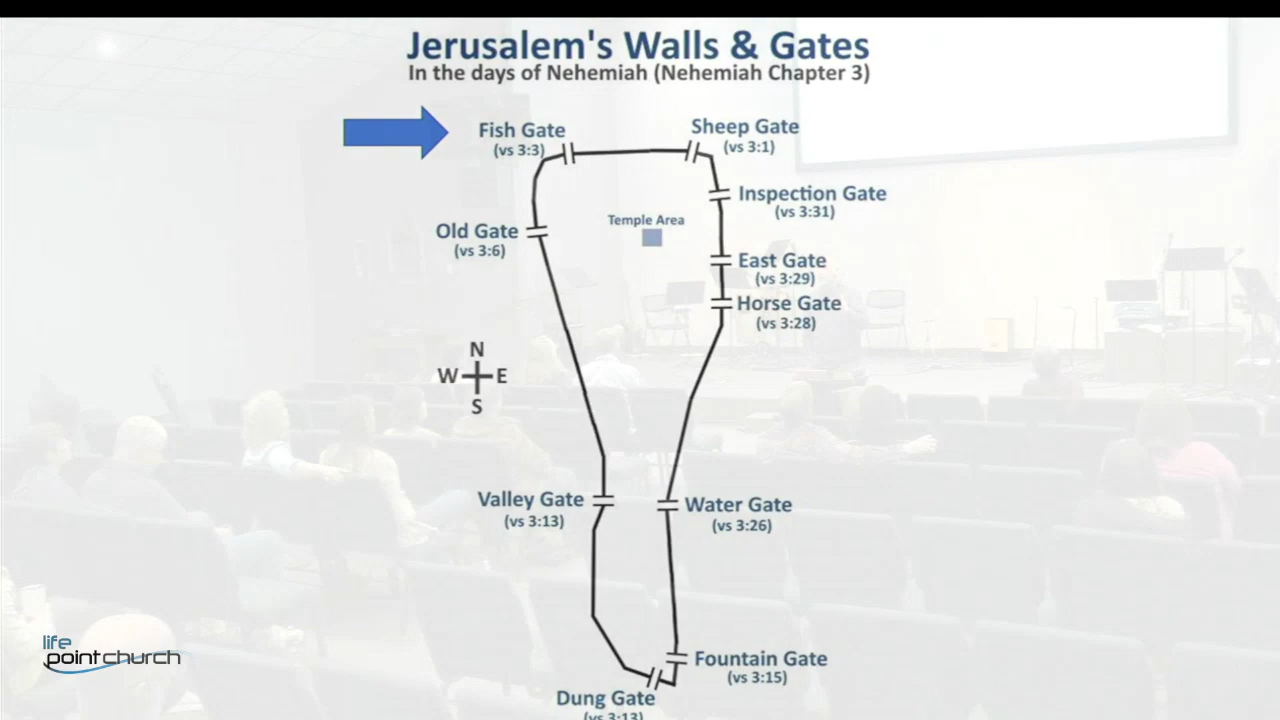 Jerusalem's Walls & Gates
In the days of Nehemiah (Nehemiah Chapter 3)
Fish Gate
(vs 3:3)
Sheep Gate
(vs 3:1)
Inspection Gate
(vs 3:31)
Temple Area
Old Gate
(vs 3:6)
East Gate
(vs 3:29)
Horse Gate
(vs 3:28)
N
W E
S
Valley Gate
(vs 3:13)
Water Gate
(vs 3:26)
Fountain Gate
(vs 3:15)
Dung Gate
(vs 3:13)
life
pointchurch